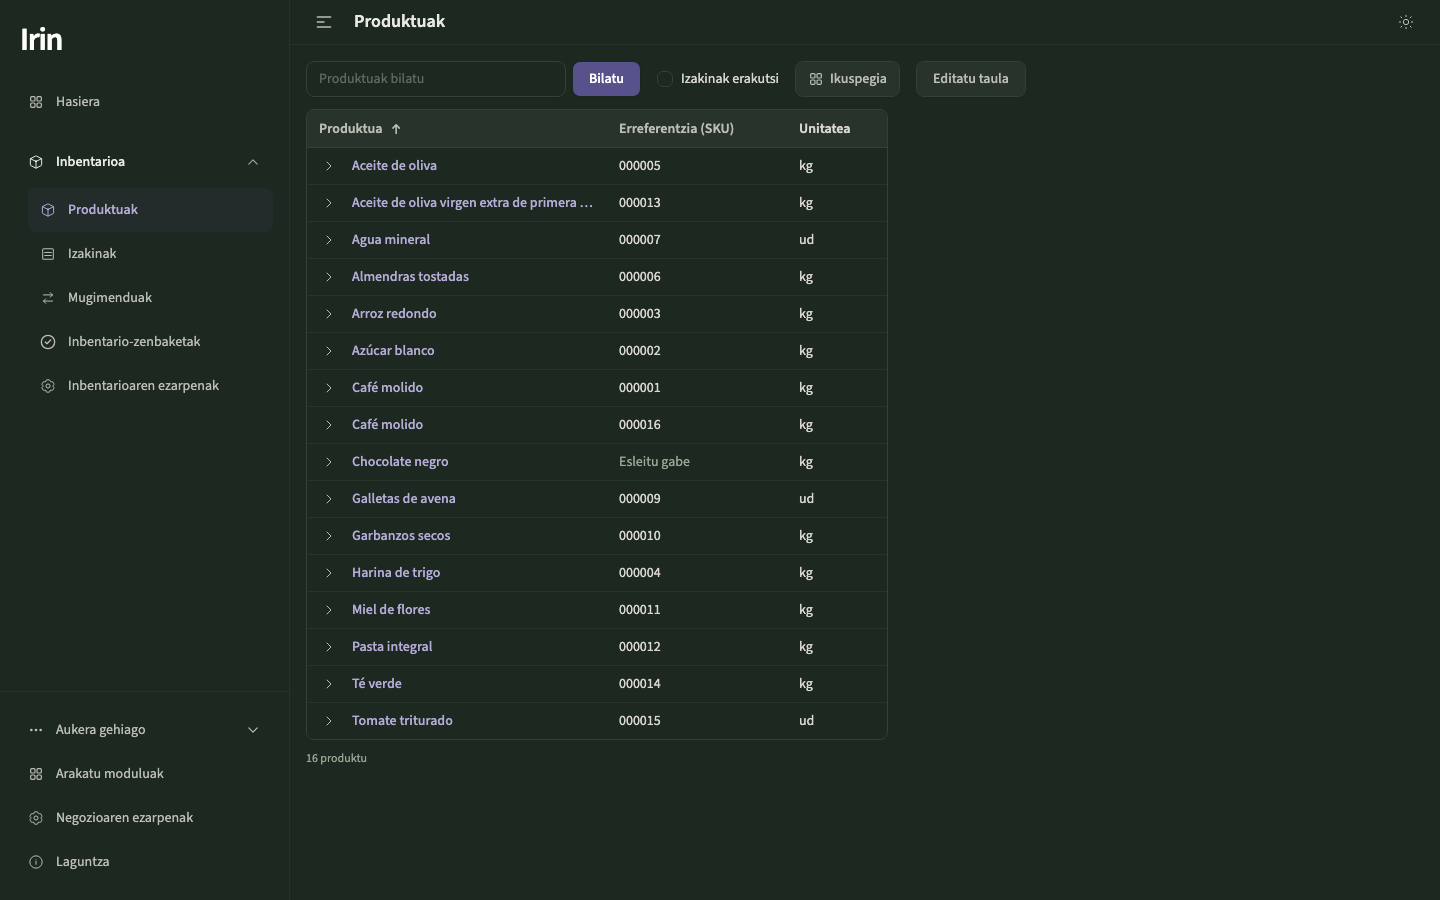 Irin
Hasiera
Inbentarioa
Produktuak
Izakinak
Mugimenduak
Inbentario-zenbaketak
Inbentarioaren ezarpenak
Aukera gehiago
Arakatu moduluak
Negozioaren ezarpenak
Laguntza
Produktuak
Produktuak bilatu
Bilatu
Izakinak erakutsi
Ikuspegia
Editatu taula
Produktua Erreferentzia (SKU) Unitatea
Aceite de oliva 000005 kg
Aceite de oliva virgen extra de primera … 000013 kg
Agua mineral 000007 ud
Almendras tostadas 000006 kg
Arroz redondo 000003 kg
Azúcar blanco 000002 kg
Café molido 000001 kg
Café molido 000016 kg
Chocolate negro Esleitu gabe kg
Galletas de avena 000009 ud
Garbanzos secos 000010 kg
Harina de trigo 000004 kg
Miel de flores 000011 kg
Pasta integral 000012 kg
Té verde 000014 kg
Tomate triturado 000015 ud
16 produktu